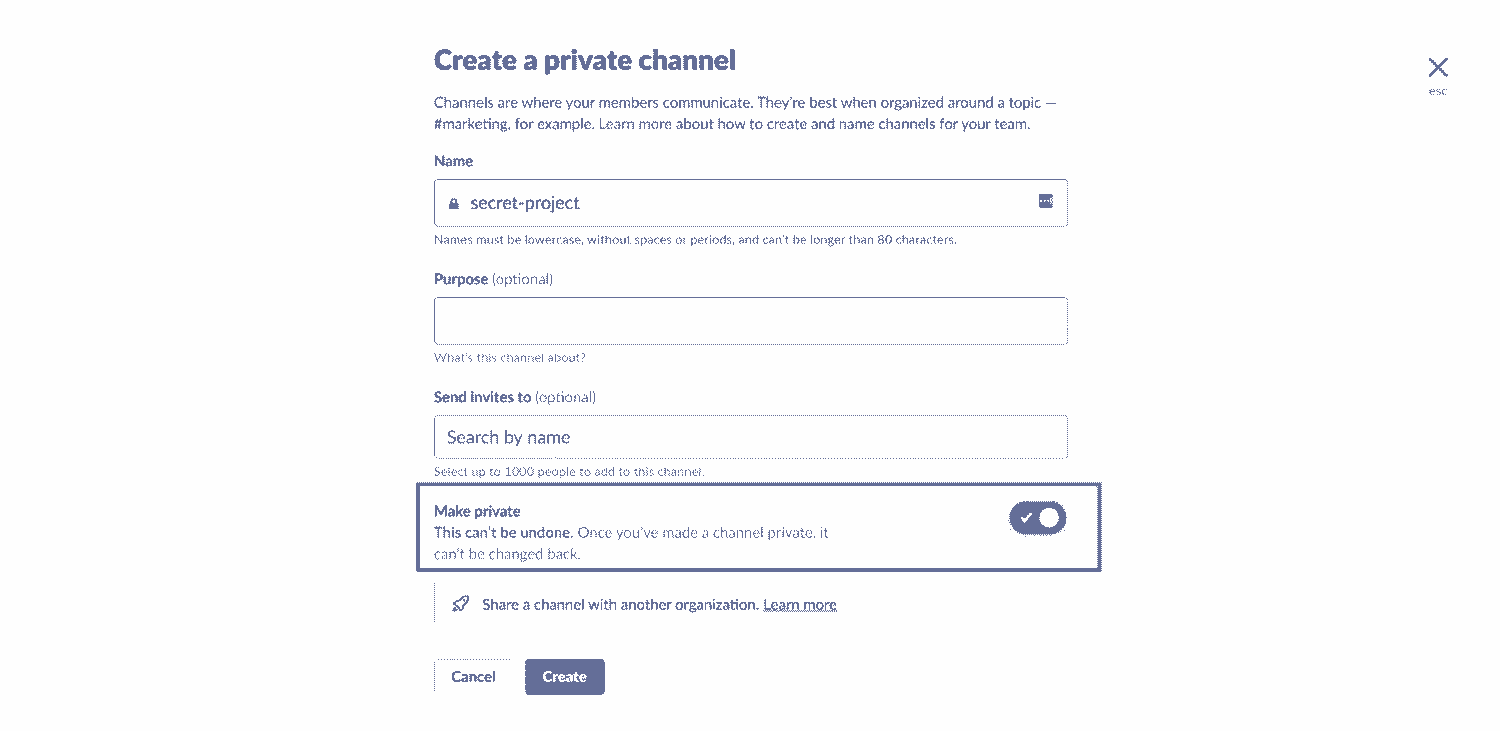 Create a private channel
esc
Channels are where your members communicate. They're best when organized around a topic —
#marketing, for example. Learn more about how to create and name channels for your team.
Name
secret-project
Names must be lowercase, without spaces or periods, and can't be longer than 80 characters.
Purpose (optional)
What's this channel about?
Send invites to (optional)
Search by name
Select up to 1000 people to add to this channel.
Make private
This can't be undone. Once you've made a channel private, it
can't be changed back.
Share a channel with another organization. Learn more
Cancel
Create